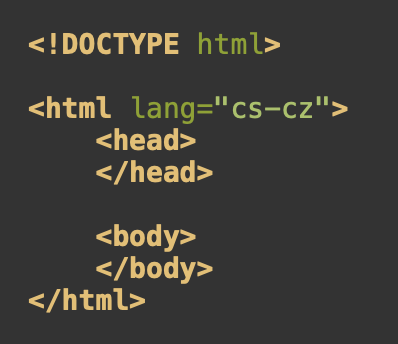 <!DOCTYPE html>
<html lang="cs-cz">
<head>
</head>
<body>
</body>
</html>